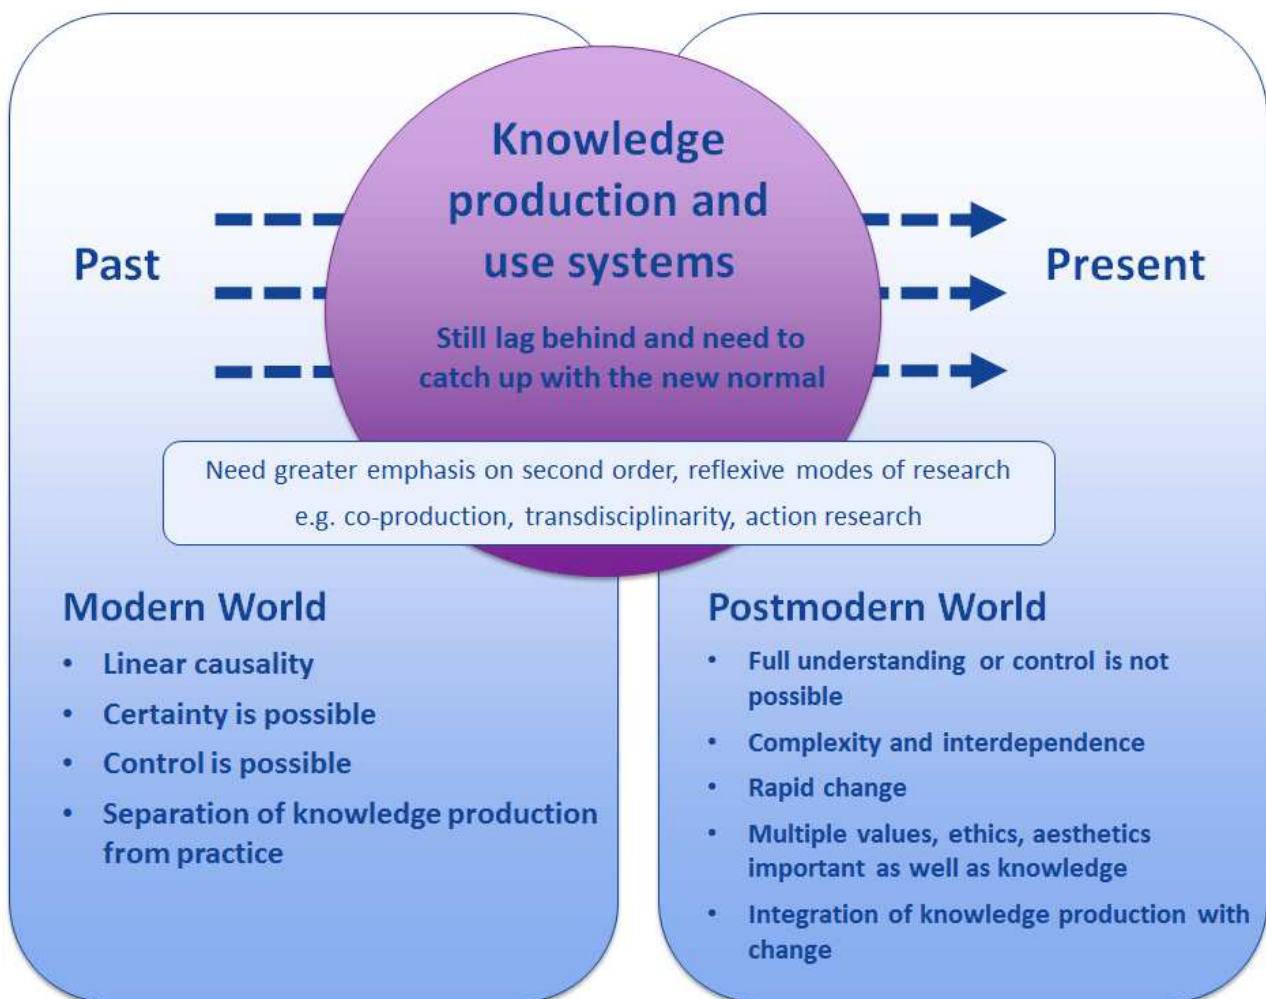 Knowledge
production and
use systems
Still lag behind and need to
catch up with the new normal
Past
Present
Need greater emphasis on second order, reflexive modes of research
e.g. co-production, transdisciplinarity, action research
Modern World
• Linear causality
• Certainty is possible
• Control is possible
• Separation of knowledge production
from practice
Postmodern World
• Full understanding or control is not
possible
• Complexity and interdependence
• Rapid change
• Multiple values, ethics, aesthetics
important as well as knowledge
• Integration of knowledge production with
change